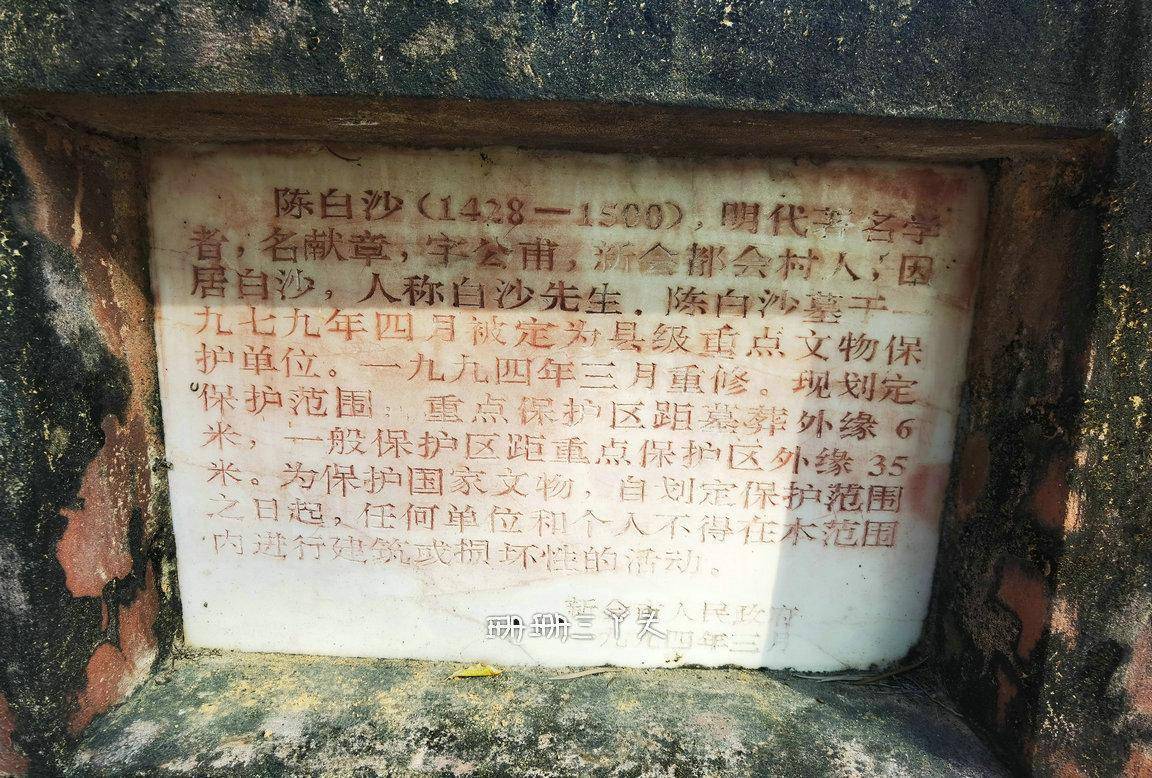 陈白沙（1428—1500），明代著名学
者，名献章，字公甫，新会都会村人，因
居白沙，人称白沙先生．陈白沙墓于一
九七九年四月被定为县级重点文物保
护单位。一九九四年三月重修。现划定
保护范围：重点保护区距墓葬外缘 6
米，一般保护区距重点保护区外缘 35
米。为保护国家文物，自划定保护范围
之日起，任何单位和个人不得在本范围
内进行建筑或损坏性的活动。
新会市人民政府
一九九四年三月
珊珊三个关